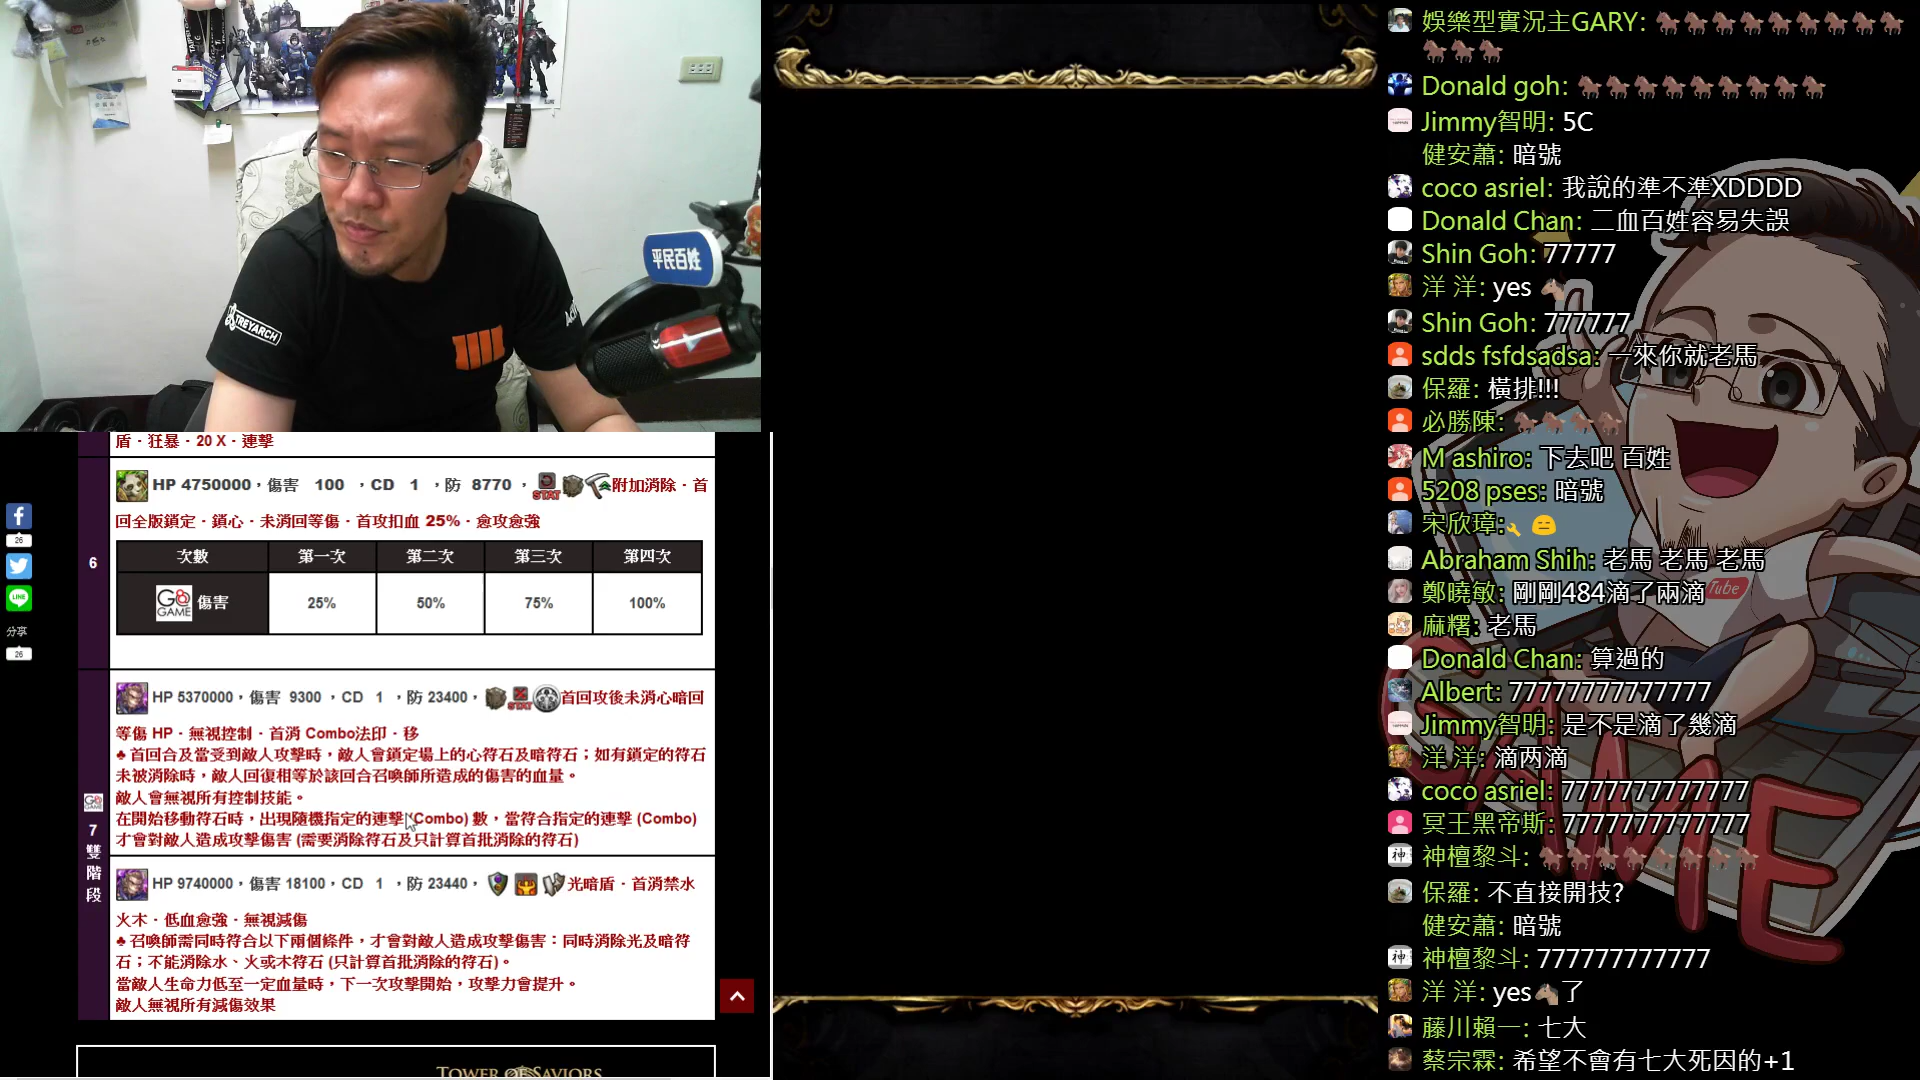 TREYARCH
平民百姓
盾．狂暴．20 X．連擊
HP 4750000，傷害 100，CD 1，防 8770，STAT 附加消除．首
回全版鎖定．鎖心．未消回等傷．首攻扣血 25%．愈攻愈強
次數 第一次 第二次 第三次 第四次
GAME 傷害 25% 50% 75% 100%
6
26
LINE
分享
26
HP 5370000，傷害 9300，CD 1，防 23400，STAT 首回攻後未消心暗回
等傷 HP．無視控制．首消 Combo法印．移
♣ 首回合及當受到敵人攻擊時，敵人會鎖定場上的心符石及暗符石；如有鎖定的符石
未被消除時，敵人回復相等於該回合召喚師所造成的傷害的血量。
敵人會無視所有控制技能。
在開始移動符石時，出現隨機指定的連擊 (Combo) 數，當符合指定的連擊 (Combo)
才會對敵人造成攻擊傷害 (需要消除符石及只計算首批消除的符石)
7
雙
階
段
HP 9740000，傷害 18100，CD 1，防 23440，光暗盾．首消禁水
火木．低血愈強．無視減傷
♣ 召喚師需同時符合以下兩個條件，才會對敵人造成攻擊傷害：同時消除光及暗符
石；不能消除水、火或木符石 (只計算首批消除的符石)。
當敵人生命力低至一定血量時，下一次攻擊開始，攻擊力會提升。
敵人無視所有減傷效果
TOWER OF SAVIORS
娛樂型實況主GARY:
Donald goh:
Jimmy智明: 5C
健安蕭: 暗號
coco asriel: 我說的準不準XDDDD
Donald Chan: 二血百姓容易失誤
Shin Goh: 77777
洋 洋: yes
Shin Goh: 777777
sdds fsfdsadsa: 一來你就老馬
保羅: 橫排!!!
必勝陳:
M ashiro: 下去吧 百姓
5208 pses: 暗號
宋欣璋:
Abraham Shih: 老馬 老馬 老馬
鄭曉敏: 剛剛484滴了兩滴
麻糬: 老馬
Donald Chan: 算過的
Albert: 77777777777777
Jimmy智明: 是不是滴了幾滴
洋 洋: 滴两滴
coco asriel: 7777777777777
冥王黑帝斯: 7777777777777
神檀黎斗:
保羅: 不直接開技?
健安蕭: 暗號
神檀黎斗: 777777777777
洋 洋: yes了
藤川賴一: 七大
蔡宗霖: 希望不會有七大死因的+1
Tube
GAME